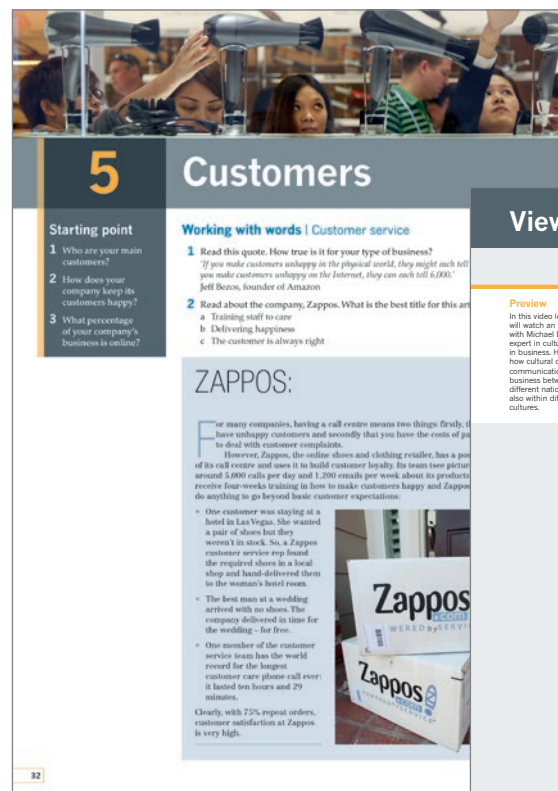 5
Customers
Starting point
1 Who are your main
customers?
2 How does your
company keep its
customers happy?
3 What percentage
of your company's
business is online?
Working with words | Customer service
1 Read this quote. How true is it for your type of business?
'If you make customers unhappy in the physical world, they might each tell
you make customers unhappy on the Internet, they can each tell 6,000.'
Jeff Bezos, founder of Amazon
2 Read about the company, Zappos. What is the best title for this art
a Training staff to care
b Delivering happiness
c The customer is always right
ZAPPOS:
For many companies, having a call centre means two things: firstly, t
have unhappy customers and secondly that you have the costs of pa
to deal with customer complaints.
However, Zappos, the online shoes and clothing retailer, has a pos
of its call centre and uses it to build customer loyalty. Its team (see pictur
around 5,000 calls per day and 1,200 emails per week about its products
receive four-weeks training in how to make customers happy and Zappos
do anything to go beyond basic customer expectations:
• One customer was staying at a
hotel in Las Vegas. She wanted
a pair of shoes but they
weren't in stock. So, a Zappos
customer service rep found
the required shoes in a local
shop and hand-delivered them
to the woman's hotel room.
• The best man at a wedding
arrived with no shoes. The
company delivered in time for
the wedding – for free.
• One member of the customer
service team has the world
record for the longest
customer care phone call ever:
it lasted ten hours and 29
minutes.
Clearly, with 75% repeat orders,
customer satisfaction at Zappos
is very high.
Zappos
.com
WERED by SERVI
Zappos
.com
POWERED by SERVICE
32
View
Preview
In this video l
will watch an
with Michael
expert in cultu
in business. H
how cultural d
communicatio
business betw
different natio
also within dif
cultures.